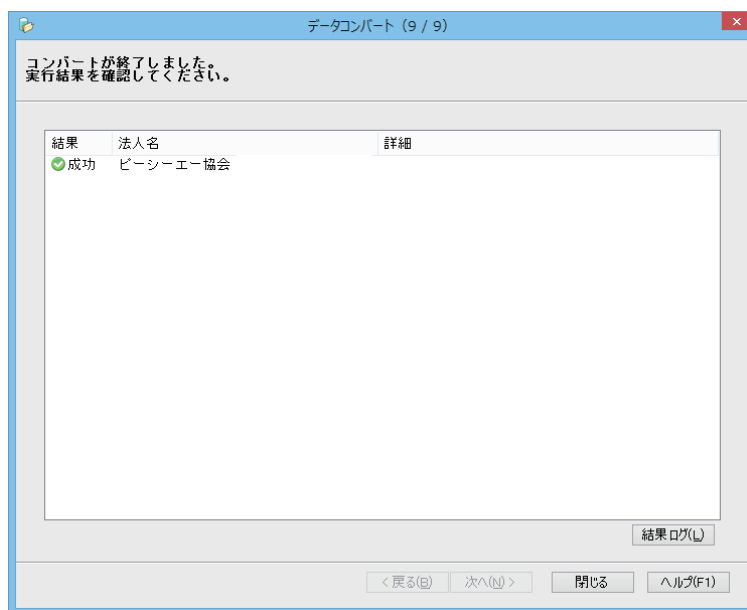 データコンバート (9 / 9)
コンバートが終了しました。
実行結果を確認してください。
結果 法人名 詳細
成功 ピーシーエー協会
結果ログ(L)
< 戻る(B) 次へ(N) > 閉じる ヘルプ(F1)